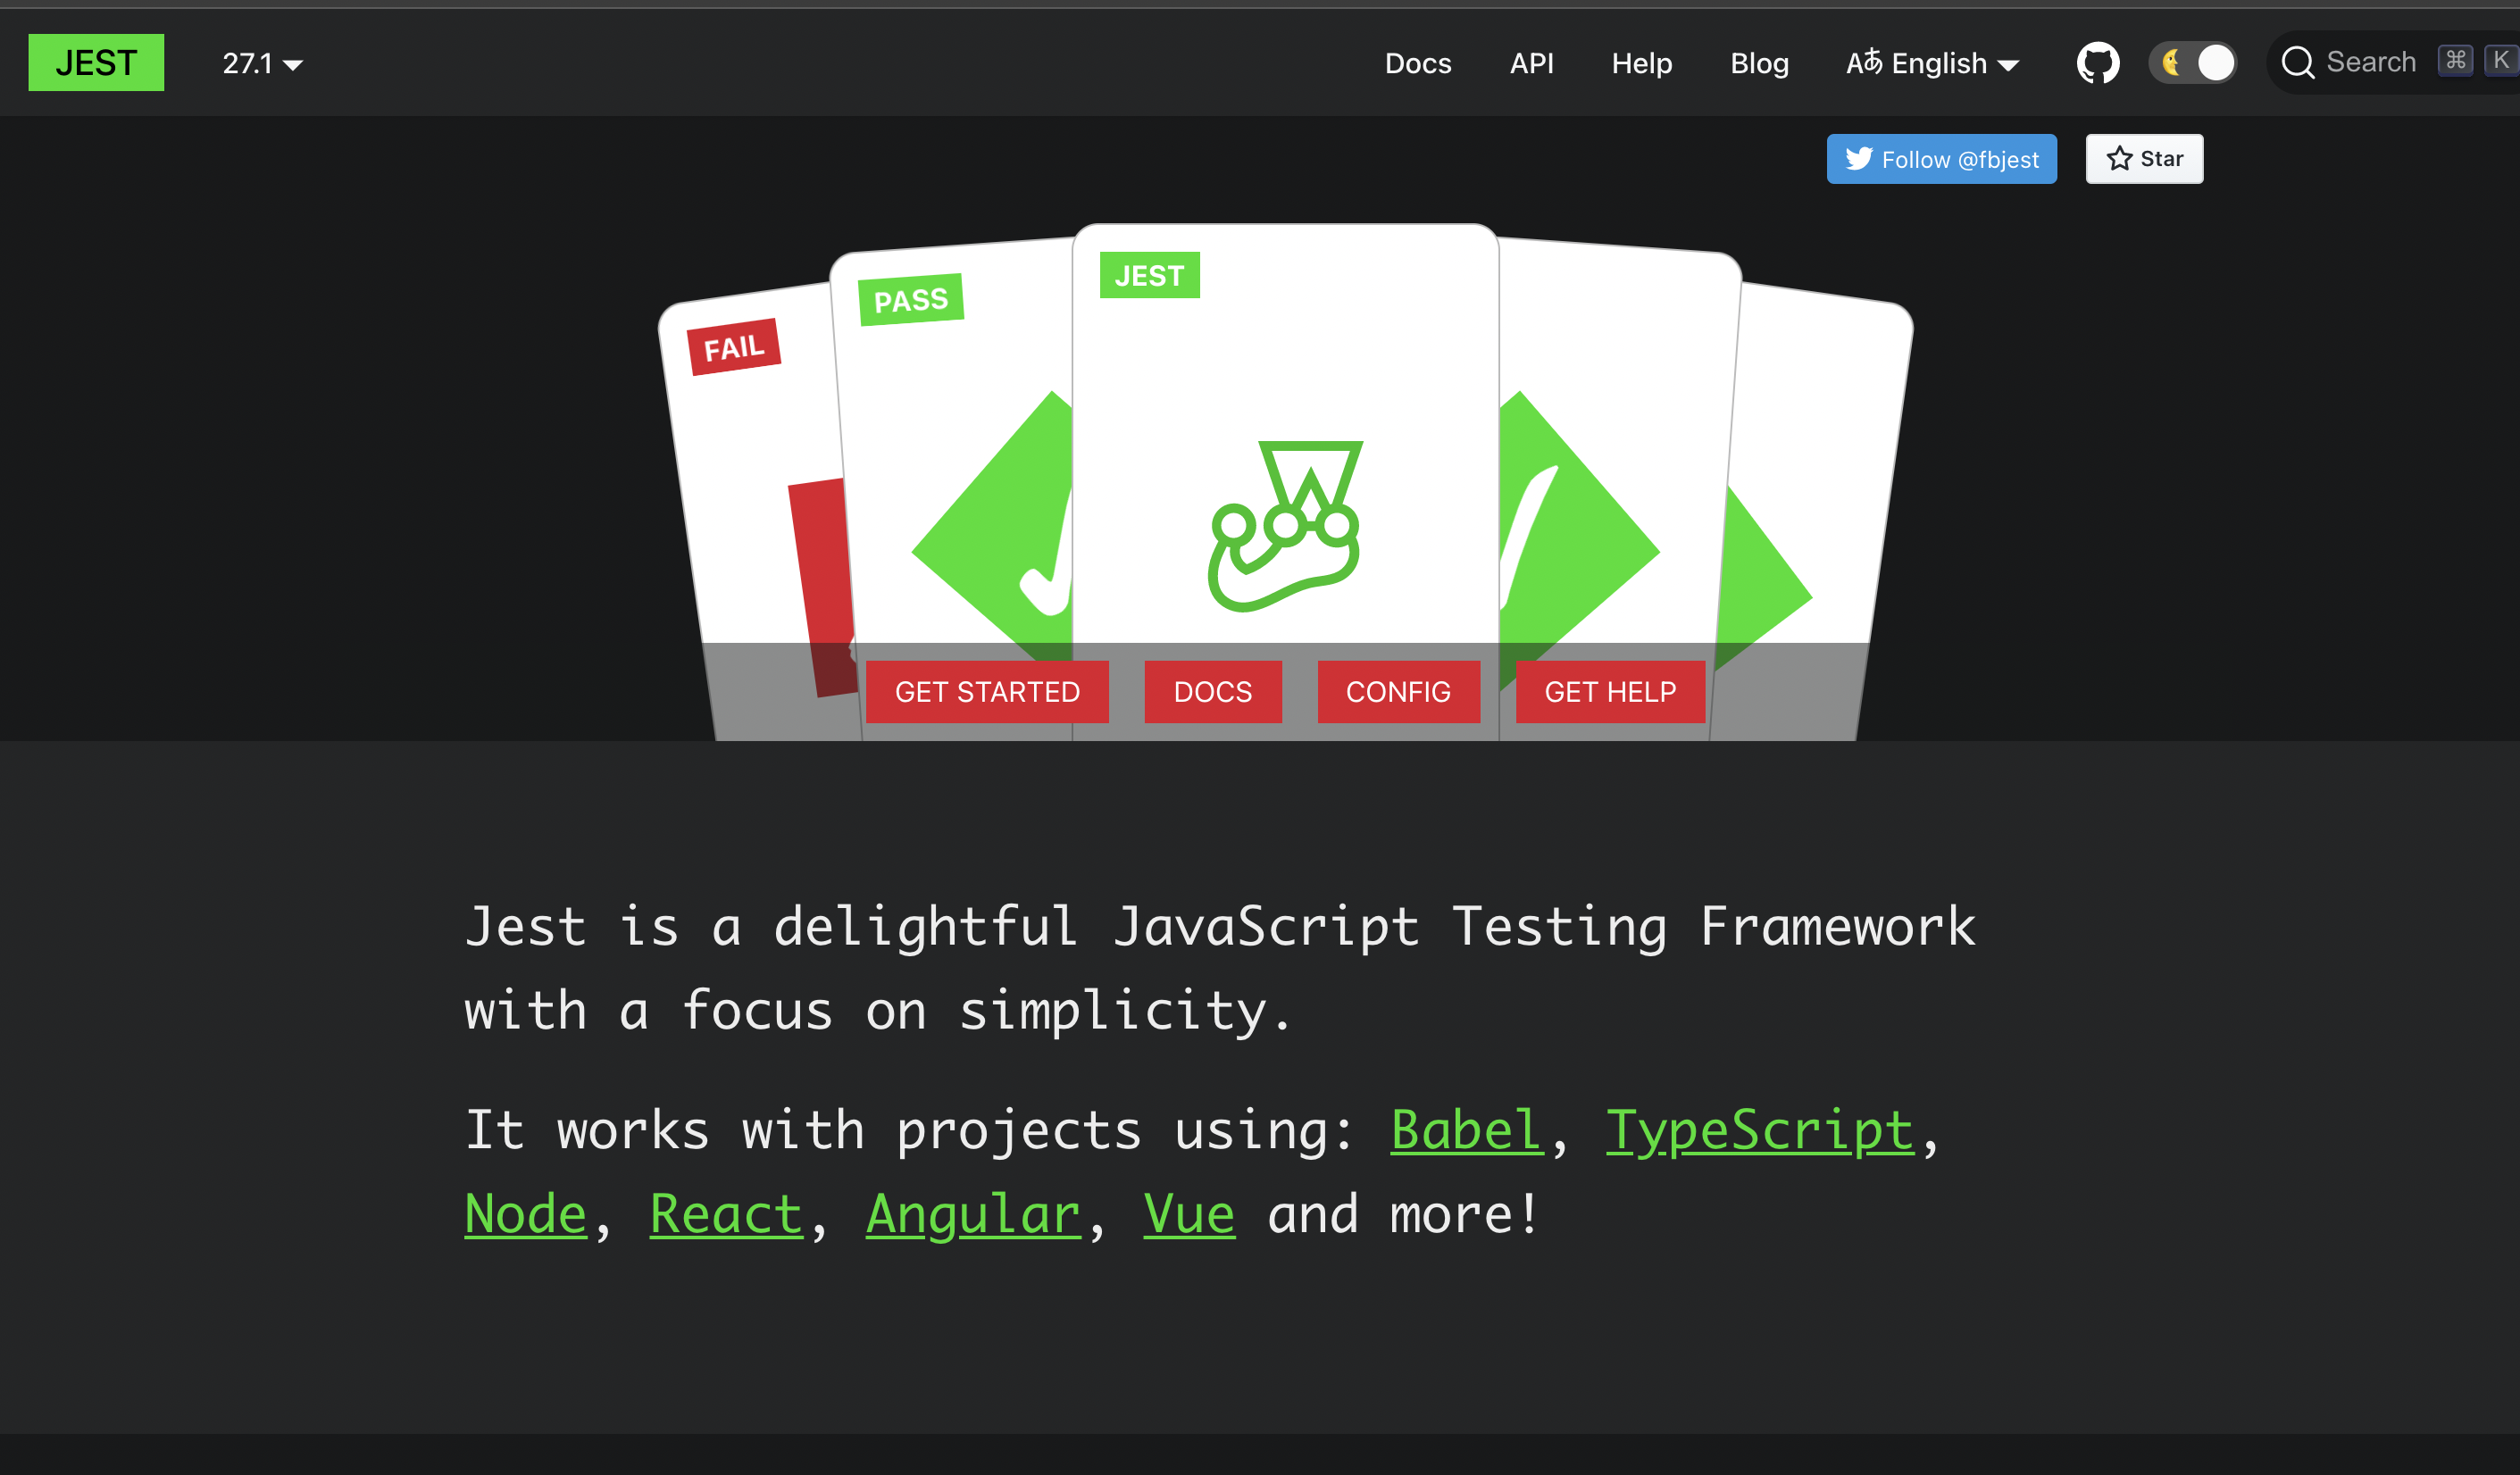 JEST 27.1 Docs API Help Blog Aあ English Search ⌘ K
Follow @fbjest Star
JEST
PASS
FAIL
GET STARTED DOCS CONFIG GET HELP
Jest is a delightful JavaScript Testing Framework
with a focus on simplicity.
It works with projects using: Babel, TypeScript,
Node, React, Angular, Vue and more!